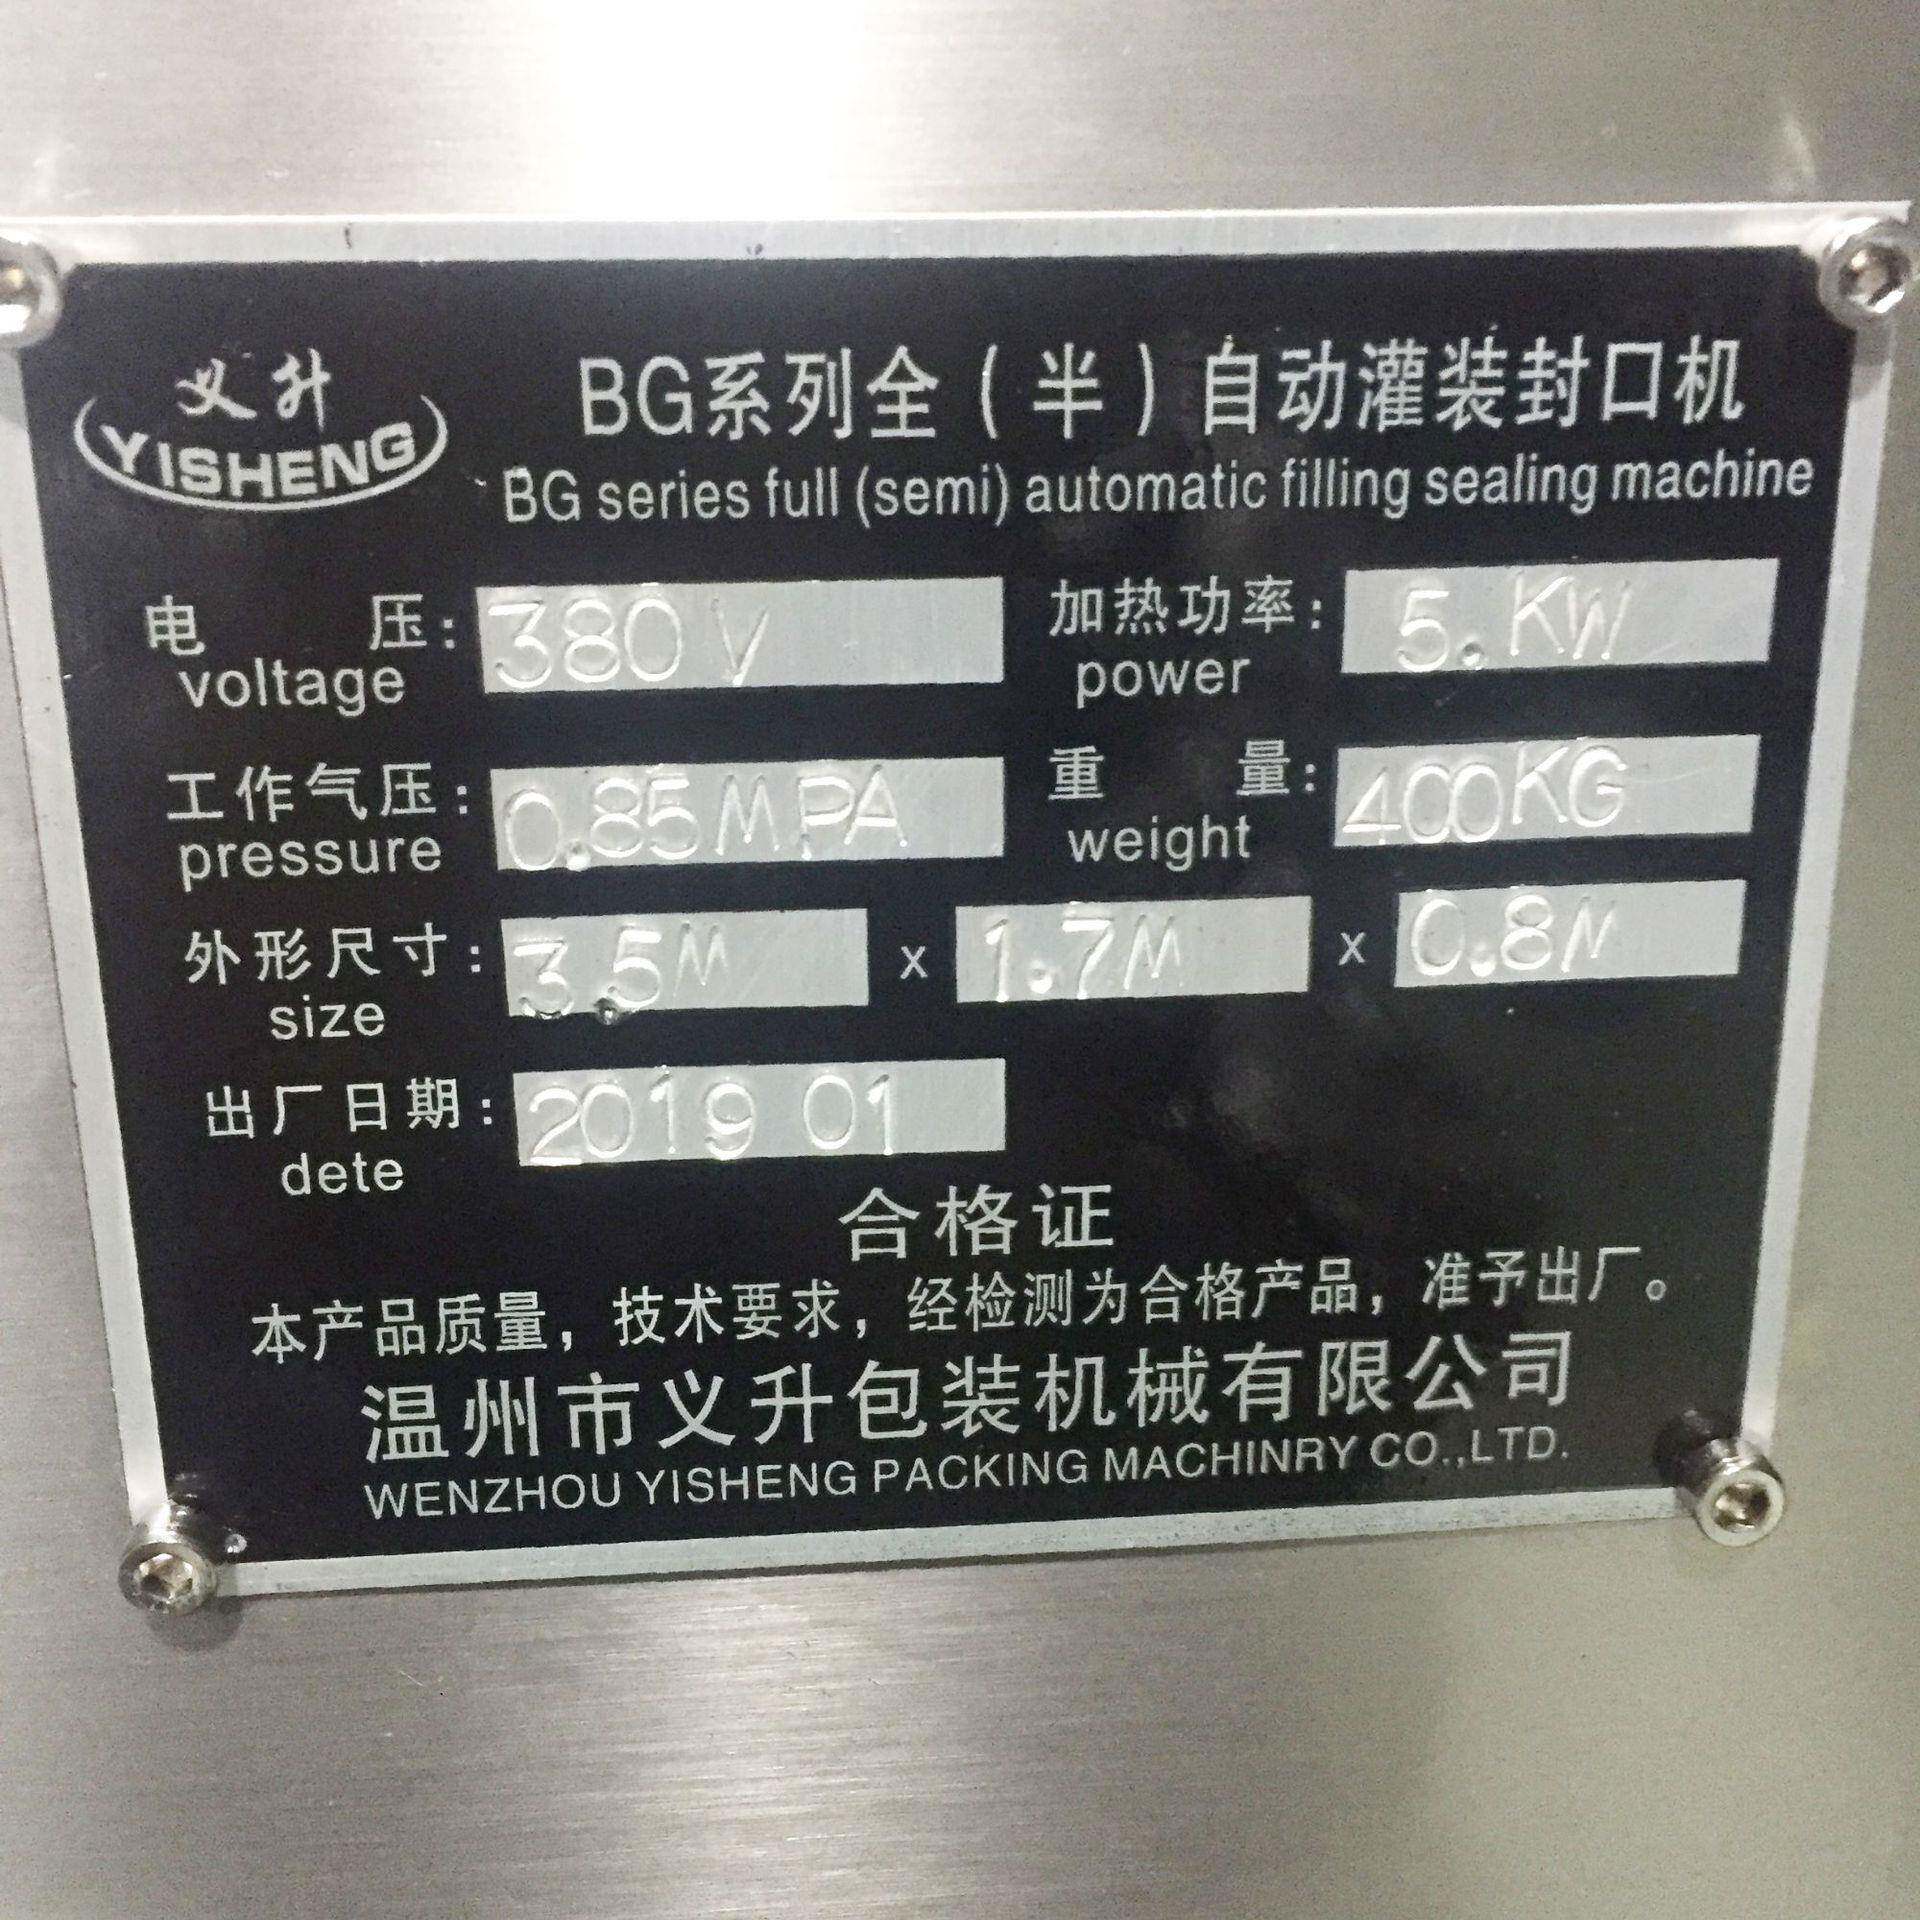 义升
YISHENG
BG系列全(半)自动灌装封口机
BG series full (semi) automatic filling sealing machine
电 压: 380 V 加热功率: 5.KW
voltage power
工作气压: 0.85MPA 重 量: 400KG
pressure weight
外形尺寸: 3.5M x 1.7M x 0.8M
size
出厂日期: 2019 01
dete
合格证
本产品质量，技术要求，经检测为合格产品，准予出厂。
温州市义升包装机械有限公司
WENZHOU YISHENG PACKING MACHINRY CO.,LTD.